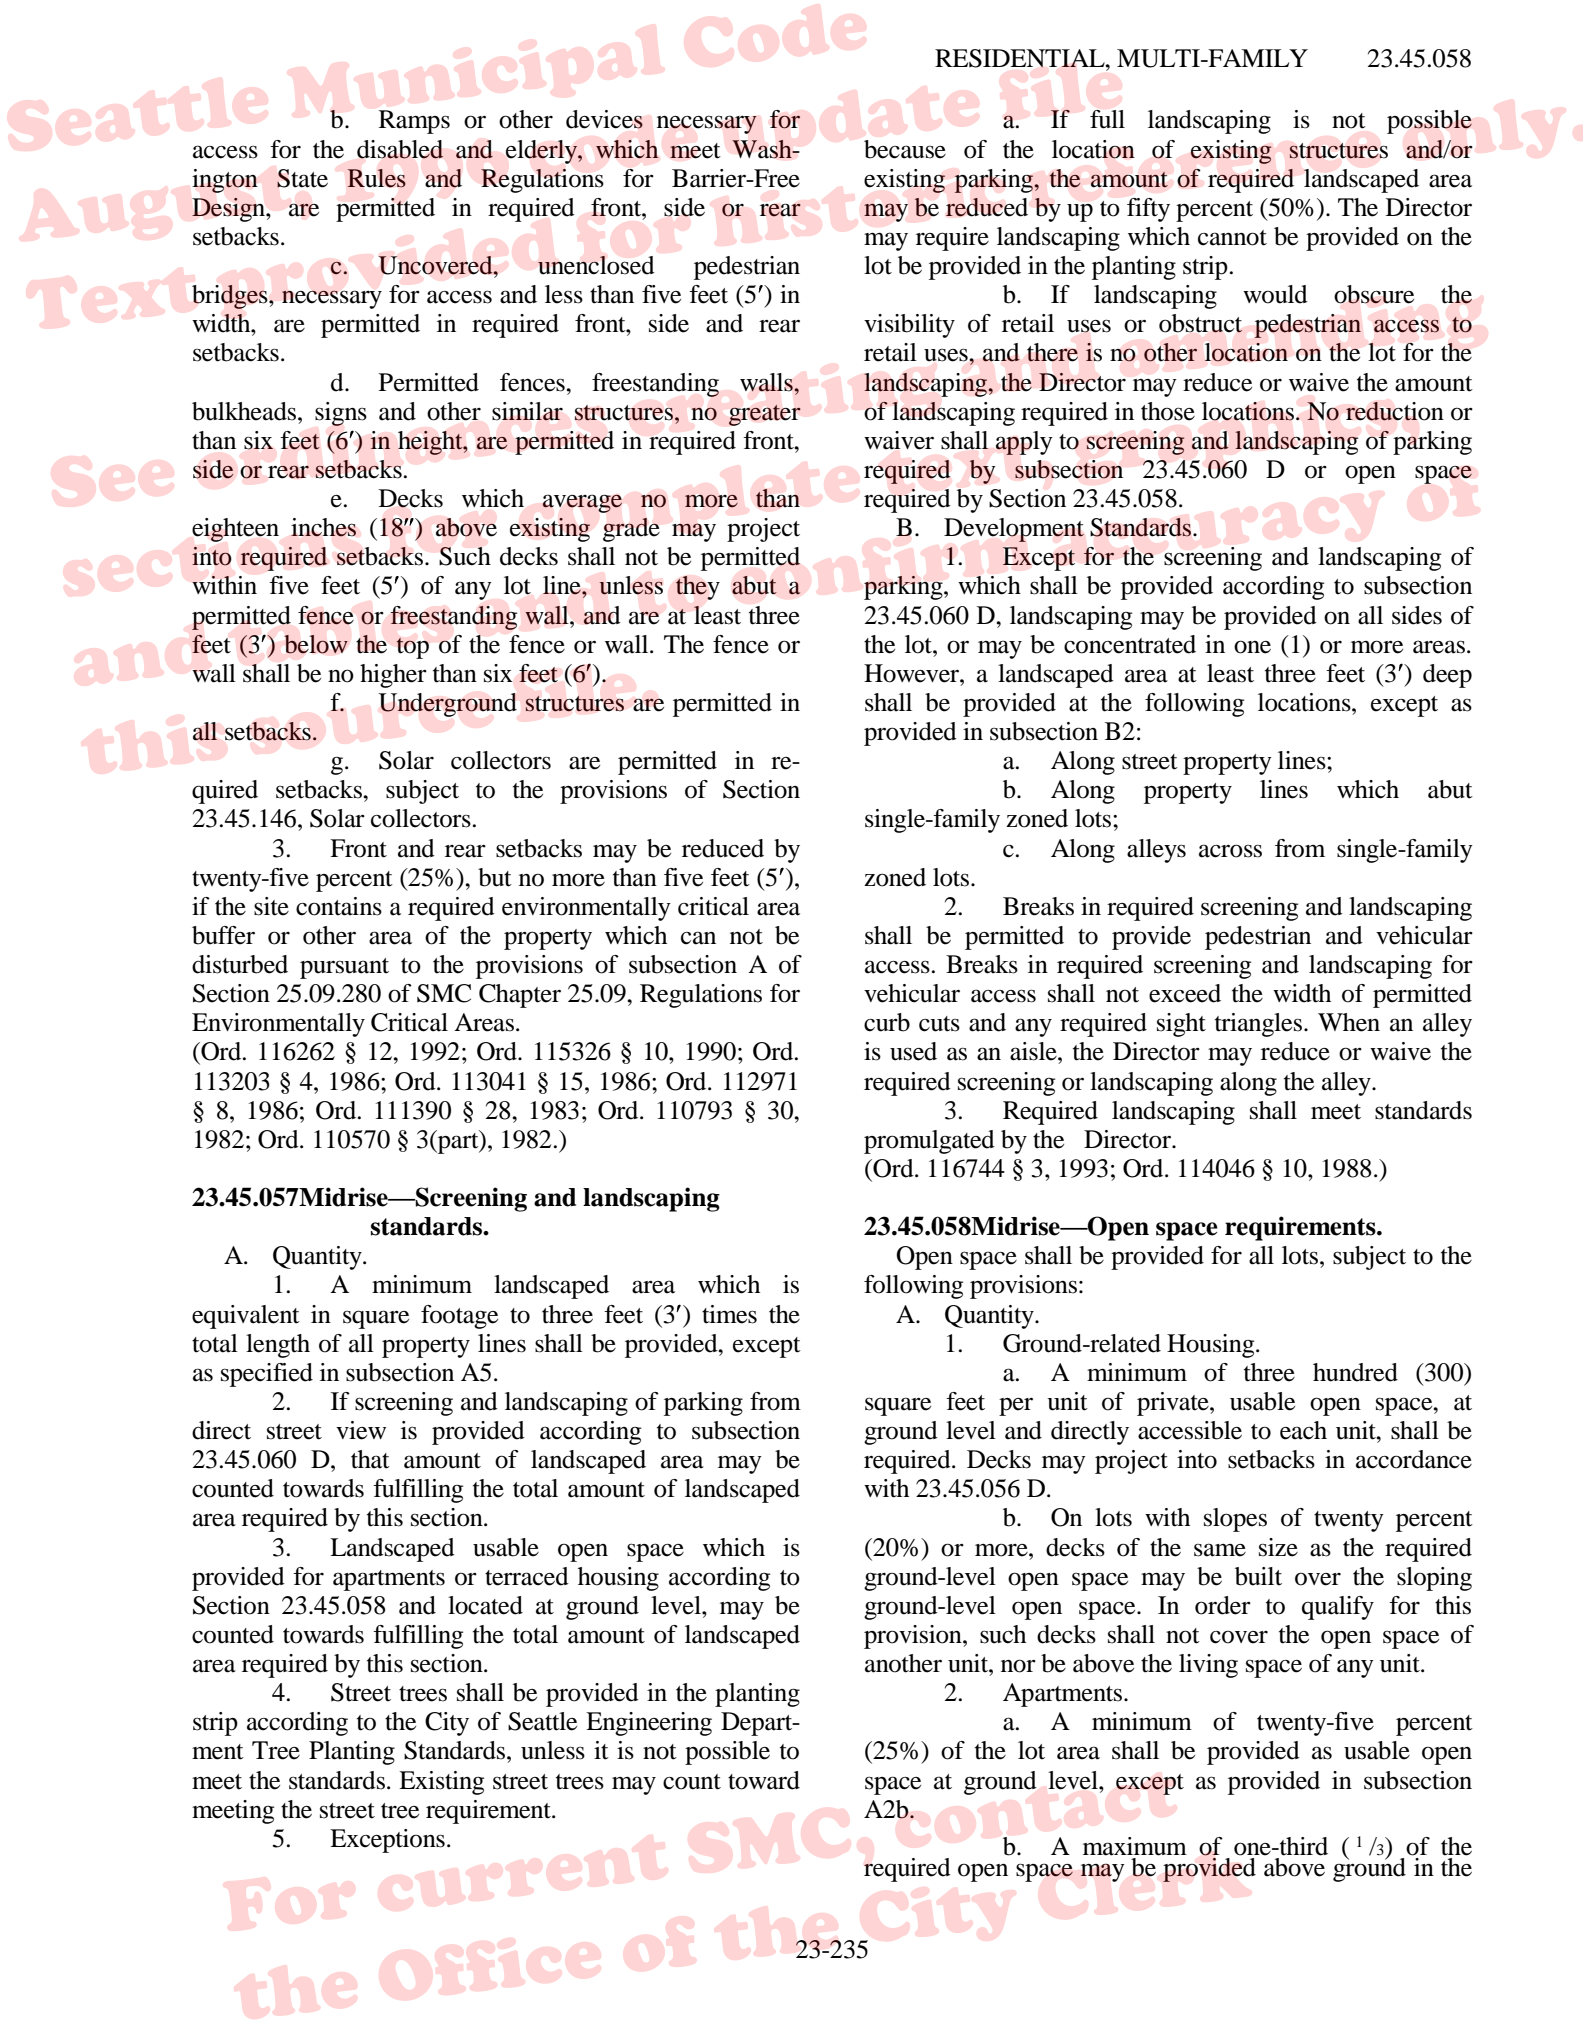 RESIDENTIAL, MULTI-FAMILY 23.45.058
b. Ramps or other devices necessary for
access for the disabled and elderly, which meet Wash-
ington State Rules and Regulations for Barrier-Free
Design, are permitted in required front, side or rear
setbacks.
c. Uncovered, unenclosed pedestrian
bridges, necessary for access and less than five feet (5′) in
width, are permitted in required front, side and rear
setbacks.
d. Permitted fences, freestanding walls,
bulkheads, signs and other similar structures, no greater
than six feet (6′) in height, are permitted in required front,
side or rear setbacks.
e. Decks which average no more than
eighteen inches (18″) above existing grade may project
into required setbacks. Such decks shall not be permitted
within five feet (5′) of any lot line, unless they abut a
permitted fence or freestanding wall, and are at least three
feet (3′) below the top of the fence or wall. The fence or
wall shall be no higher than six feet (6′).
f. Underground structures are permitted in
all setbacks.
g. Solar collectors are permitted in re-
quired setbacks, subject to the provisions of Section
23.45.146, Solar collectors.
3. Front and rear setbacks may be reduced by
twenty-five percent (25%), but no more than five feet (5′),
if the site contains a required environmentally critical area
buffer or other area of the property which can not be
disturbed pursuant to the provisions of subsection A of
Section 25.09.280 of SMC Chapter 25.09, Regulations for
Environmentally Critical Areas.
(Ord. 116262 § 12, 1992; Ord. 115326 § 10, 1990; Ord.
113203 § 4, 1986; Ord. 113041 § 15, 1986; Ord. 112971
§ 8, 1986; Ord. 111390 § 28, 1983; Ord. 110793 § 30,
1982; Ord. 110570 § 3(part), 1982.)
23.45.057Midrise—Screening and landscaping
standards.
A. Quantity.
1. A minimum landscaped area which is
equivalent in square footage to three feet (3′) times the
total length of all property lines shall be provided, except
as specified in subsection A5.
2. If screening and landscaping of parking from
direct street view is provided according to subsection
23.45.060 D, that amount of landscaped area may be
counted towards fulfilling the total amount of landscaped
area required by this section.
3. Landscaped usable open space which is
provided for apartments or terraced housing according to
Section 23.45.058 and located at ground level, may be
counted towards fulfilling the total amount of landscaped
area required by this section.
4. Street trees shall be provided in the planting
strip according to the City of Seattle Engineering Depart-
ment Tree Planting Standards, unless it is not possible to
meet the standards. Existing street trees may count toward
meeting the street tree requirement.
5. Exceptions.
a. If full landscaping is not possible
because of the location of existing structures and/or
existing parking, the amount of required landscaped area
may be reduced by up to fifty percent (50%). The Director
may require landscaping which cannot be provided on the
lot be provided in the planting strip.
b. If landscaping would obscure the
visibility of retail uses or obstruct pedestrian access to
retail uses, and there is no other location on the lot for the
landscaping, the Director may reduce or waive the amount
of landscaping required in those locations. No reduction or
waiver shall apply to screening and landscaping of parking
required by subsection 23.45.060 D or open space
required by Section 23.45.058.
B. Development Standards.
1. Except for the screening and landscaping of
parking, which shall be provided according to subsection
23.45.060 D, landscaping may be provided on all sides of
the lot, or may be concentrated in one (1) or more areas.
However, a landscaped area at least three feet (3′) deep
shall be provided at the following locations, except as
provided in subsection B2:
a. Along street property lines;
b. Along property lines which abut
single-family zoned lots;
c. Along alleys across from single-family
zoned lots.
2. Breaks in required screening and landscaping
shall be permitted to provide pedestrian and vehicular
access. Breaks in required screening and landscaping for
vehicular access shall not exceed the width of permitted
curb cuts and any required sight triangles. When an alley
is used as an aisle, the Director may reduce or waive the
required screening or landscaping along the alley.
3. Required landscaping shall meet standards
promulgated by the Director.
(Ord. 116744 § 3, 1993; Ord. 114046 § 10, 1988.)
23.45.058Midrise—Open space requirements.
Open space shall be provided for all lots, subject to the
following provisions:
A. Quantity.
1. Ground-related Housing.
a. A minimum of three hundred (300)
square feet per unit of private, usable open space, at
ground level and directly accessible to each unit, shall be
required. Decks may project into setbacks in accordance
with 23.45.056 D.
b. On lots with slopes of twenty percent
(20%) or more, decks of the same size as the required
ground-level open space may be built over the sloping
ground-level open space. In order to qualify for this
provision, such decks shall not cover the open space of
another unit, nor be above the living space of any unit.
2. Apartments.
a. A minimum of twenty-five percent
(25%) of the lot area shall be provided as usable open
space at ground level, except as provided in subsection
A2b.
b. A maximum of one-third ( 1 /3) of the
required open space may be provided above ground in the
23-235
Seattle Municipal Code
August, 1996 code update file
Text provided for historic reference only.
See ordinances creating and amending
sections for complete text, graphics,
and tables and to confirm accuracy of
this source file.
For current SMC, contact
the Office of the City Clerk